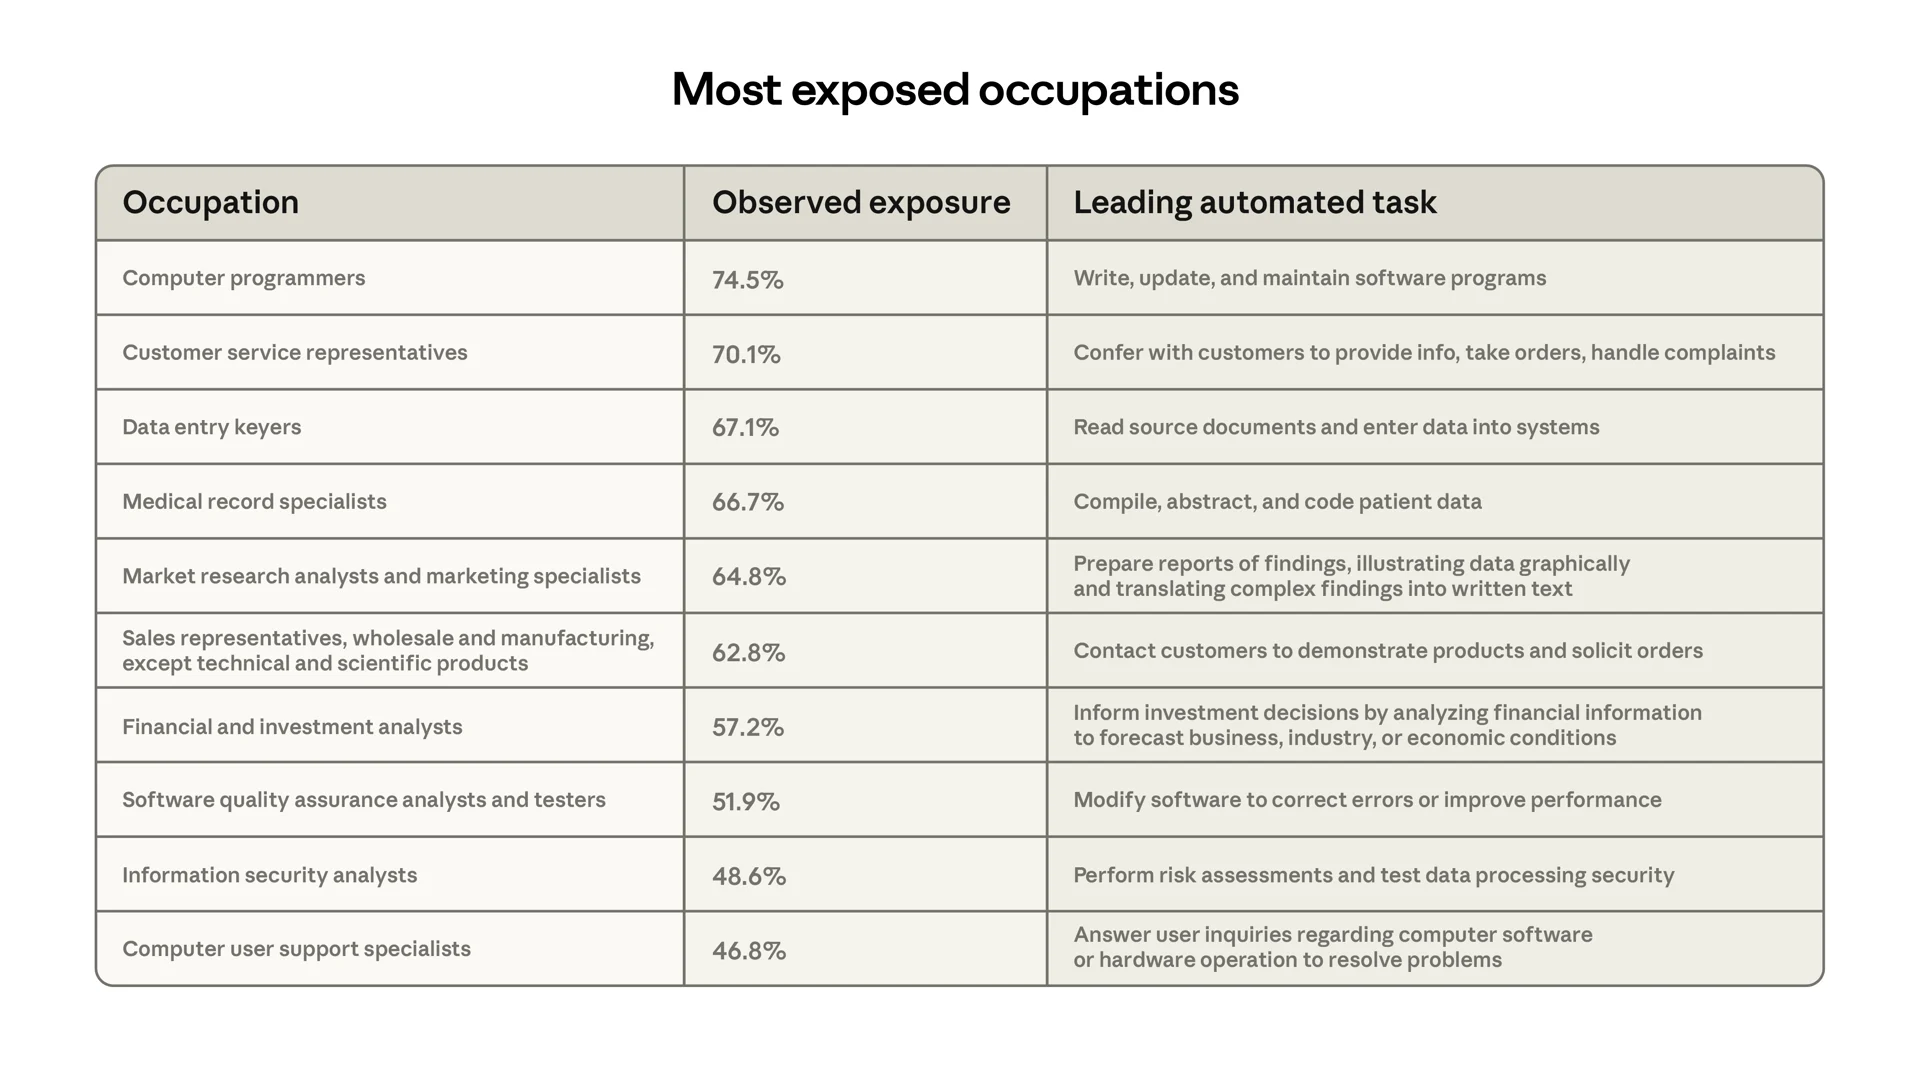 Most exposed occupations
Occupation
Observed exposure
Leading automated task
Computer programmers
74.5%
Write, update, and maintain software programs
Customer service representatives
70.1%
Confer with customers to provide info, take orders, handle complaints
Data entry keyers
67.1%
Read source documents and enter data into systems
Medical record specialists
66.7%
Compile, abstract, and code patient data
Market research analysts and marketing specialists
64.8%
Prepare reports of findings, illustrating data graphically
and translating complex findings into written text
Sales representatives, wholesale and manufacturing,
except technical and scientific products
62.8%
Contact customers to demonstrate products and solicit orders
Financial and investment analysts
57.2%
Inform investment decisions by analyzing financial information
to forecast business, industry, or economic conditions
Software quality assurance analysts and testers
51.9%
Modify software to correct errors or improve performance
Information security analysts
48.6%
Perform risk assessments and test data processing security
Computer user support specialists
46.8%
Answer user inquiries regarding computer software
or hardware operation to resolve problems